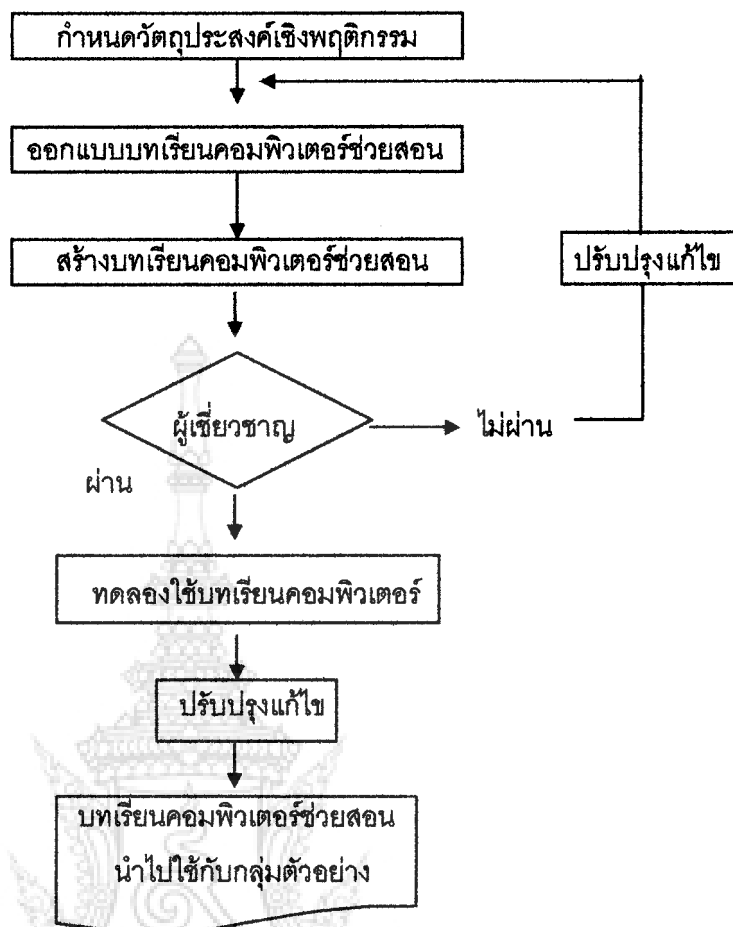 กำหนดวัตถุประสงค์เชิงพฤติกรรม
ออกแบบบทเรียนคอมพิวเตอร์ช่วยสอน
สร้างบทเรียนคอมพิวเตอร์ช่วยสอน
ปรับปรุงแก้ไข
ผู้เชี่ยวชาญ
ไม่ผ่าน
ผ่าน
ทดลองใช้บทเรียนคอมพิวเตอร์
ปรับปรุงแก้ไข
บทเรียนคอมพิวเตอร์ช่วยสอน
นำไปใช้กับกลุ่มตัวอย่าง